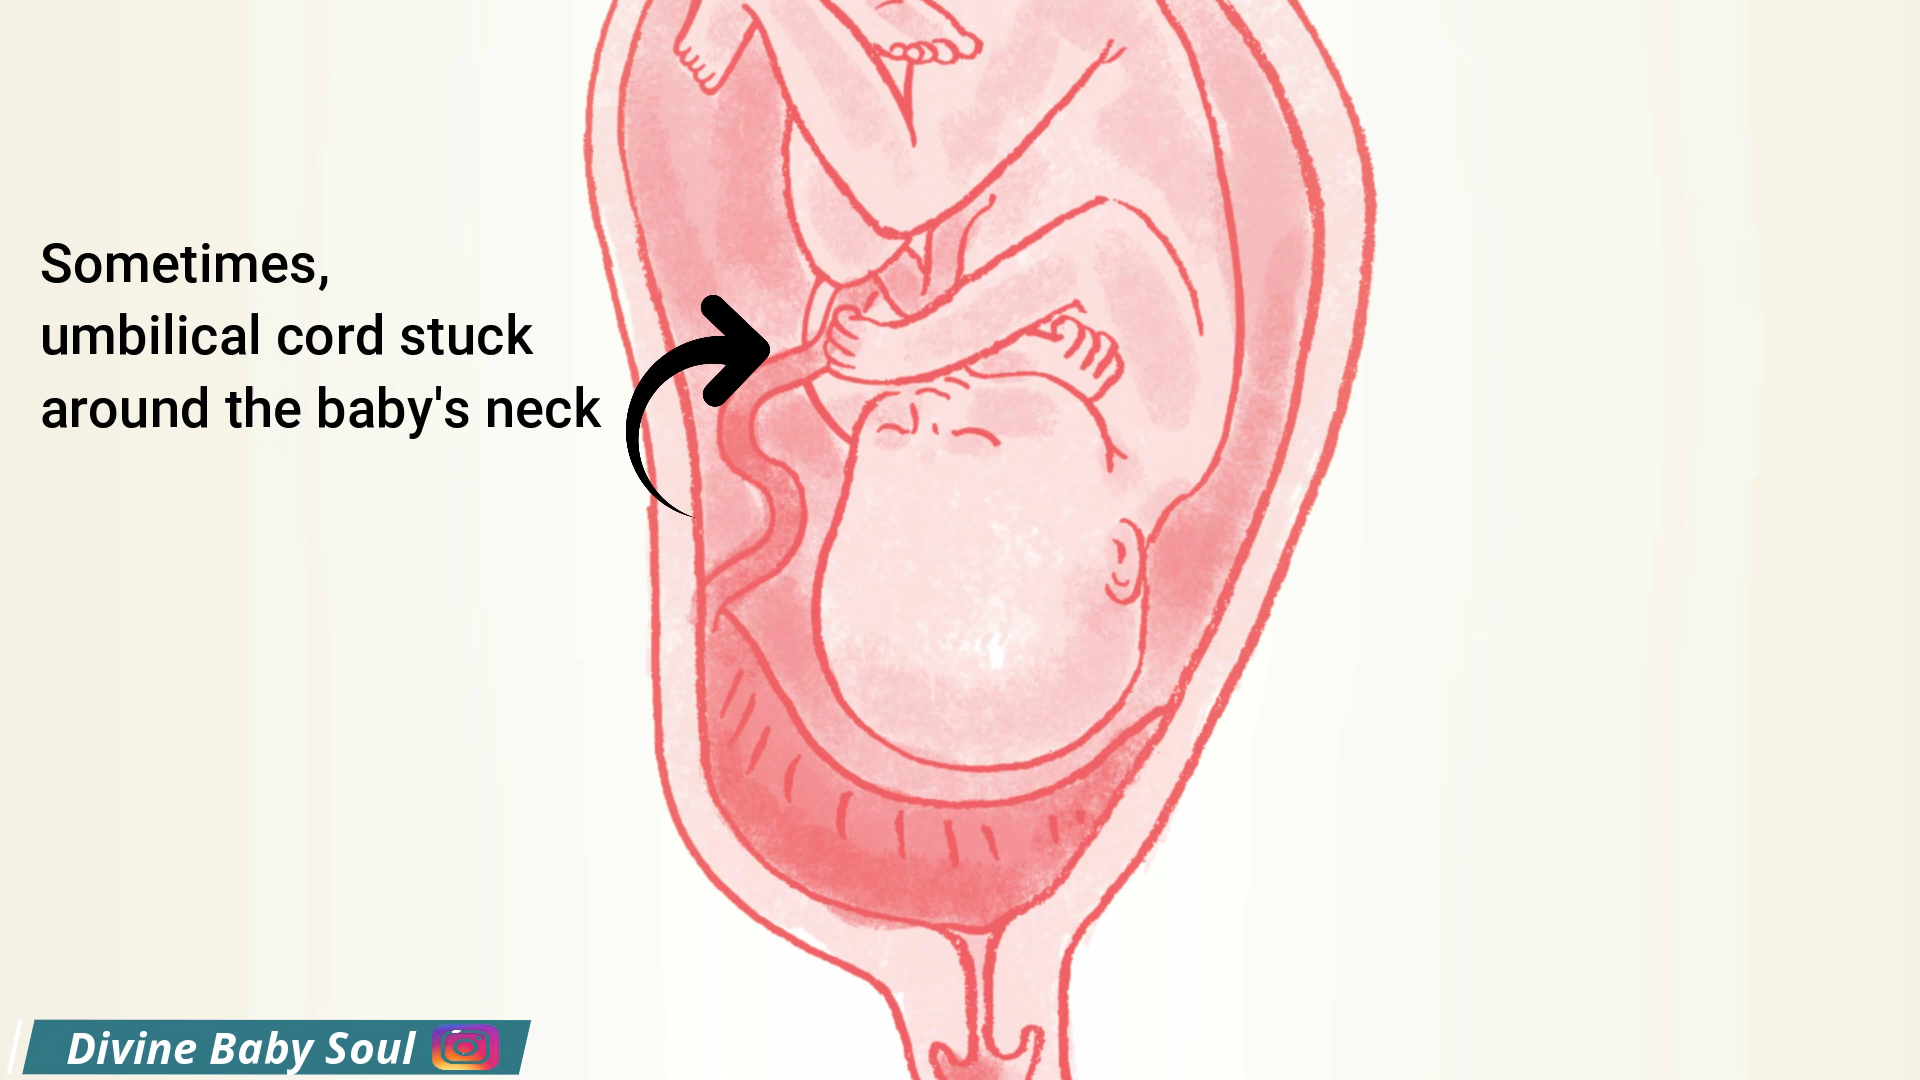 Sometimes,
umbilical cord stuck
around the baby's neck
Divine Baby Soul